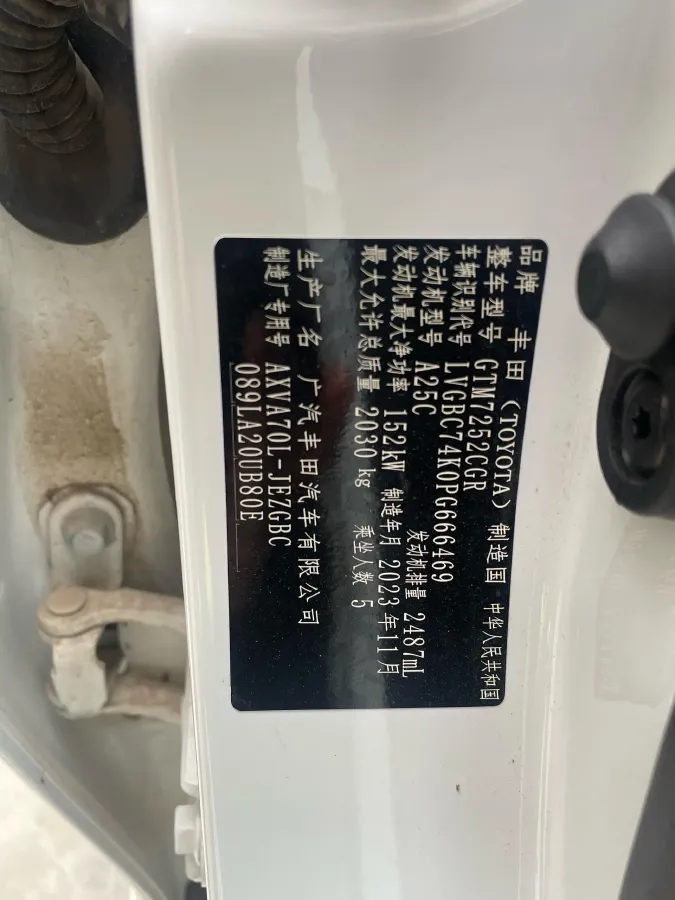 品牌 丰田（TOYOTA） 制造国 中华人民共和国
整车型号 GTM7252CGR
车辆识别代号 LVGBC74K0PG666469
发动机型号 A25C 发动机排量 2487mL
发动机最大净功率 152kW 制造年月 2023年11月
最大允许总质量 2030 kg 乘坐人数 5
生产厂名 广汽丰田汽车有限公司
制造厂专用号 AXVA70L-JEZGBC
089LA20UB80E